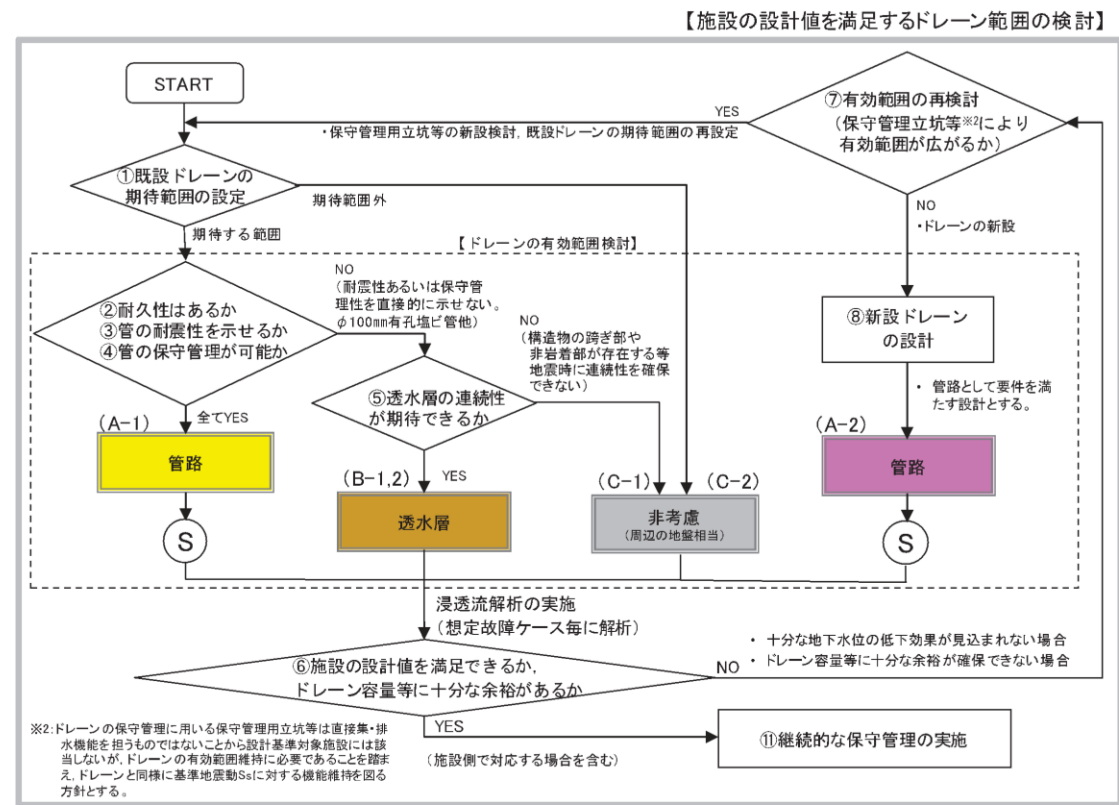 【施設の設計値を満足するドレーン範囲の検討】
START
YES
・保守管理用立坑等の新設検討，既設ドレーンの期待範囲の再設定
⑦有効範囲の再検討
(保守管理立坑等※2により
有効範囲が広がるか)
①既設ドレーンの
期待範囲の設定
期待範囲外
期待する範囲
NO
・ドレーンの新設
【ドレーンの有効範囲検討】
②耐久性はあるか
③管の耐震性を示せるか
④管の保守管理が可能か
NO
(耐震性あるいは保守管
理性を直接的に示せない。
φ100mm有孔塩ビ管他)
NO
(構造物の跨ぎ部や
非岩着部が存在する等
地震時に連続性を確保
できない)
⑤透水層の連続性
が期待できるか
⑧新設ドレーン
の設計
・ 管路として要件を満
たす設計とする。
(A-1)
全てYES
管路
(B-1,2)
YES
透水層
(C-1)
(C-2)
非考慮
(周辺の地盤相当)
(A-2)
管路
S
S
浸透流解析の実施
(想定故障ケース毎に解析)
⑥施設の設計値を満足できるか，
ドレーン容量等に十分な余裕があるか
・ 十分な地下水位の低下効果が見込まれない場合
・ ドレーン容量等に十分な余裕が確保できない場合
NO
YES
(施設側で対応する場合を含む)
⑪継続的な保守管理の実施
※2:ドレーンの保守管理に用いる保守管理用立坑等は直接集・排
水機能を担うものではないことから設計基準対象施設には該
当しないが，ドレーンの有効範囲維持に必要であることを踏ま
え，ドレーンと同様に基準地震動Ssに対する機能維持を図る
方針とする。